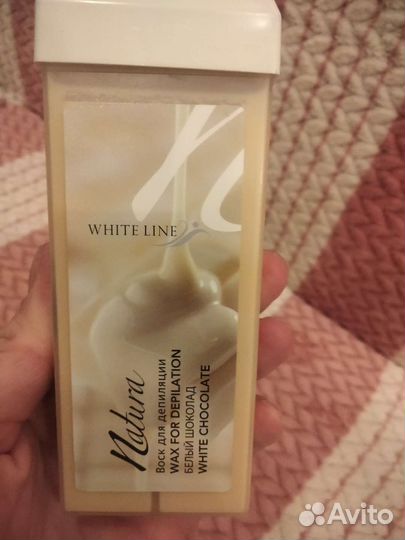 WHITE LINE
Natura
Воск для депиляции
WAX FOR DEPILATION
БЕЛЫЙ ШОКОЛАД
WHITE CHOCOLATE
Avito